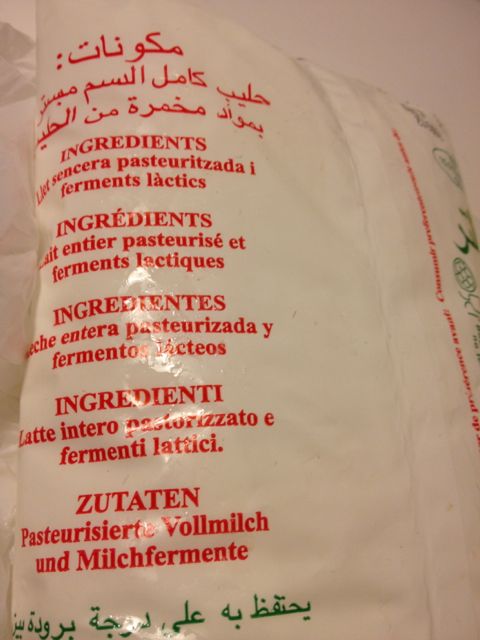 مكونات:
حليب كامل الدسم مبستر
بمواد مخمرة من الحليب
INGREDIENTS
Llet sencera pasteuritzada i
ferments làctics
INGRÉDIENTS
Lait entier pasteurisé et
ferments lactiques
INGREDIENTES
Leche entera pasteurizada y
fermentos lácteos
INGREDIENTI
Latte intero pastorizzato e
fermenti lattici.
ZUTATEN
Pasteurisierte Vollmilch
und Milchfermente
يحتفظ به على درجة برودة